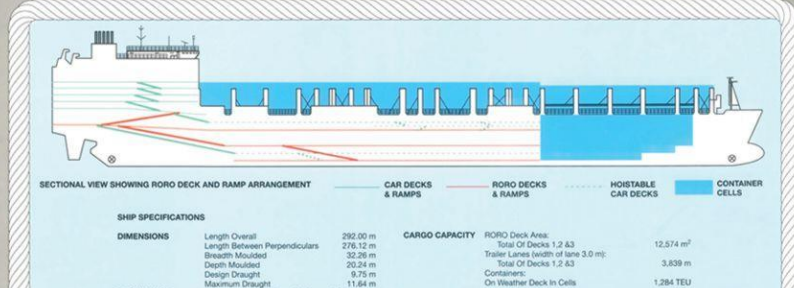 SECTIONAL VIEW SHOWING RORO DECK AND RAMP ARRANGEMENT
CAR DECKS & RAMPS
RORO DECKS & RAMPS
HOISTABLE CAR DECKS
CONTAINER CELLS
SHIP SPECIFICATIONS
DIMENSIONS
Length Overall 292.00 m
Length Between Perpendiculars 276.12 m
Breadth Moulded 32.26 m
Depth Moulded 20.24 m
Design Draught 9.75 m
Maximum Draught 11.64 m
CARGO CAPACITY
RORO Deck Area:
Total Of Decks 1,2 &3 12,574 m²
Trailer Lanes (width of lane 3.0 m):
Total Of Decks 1,2 &3 3,839 m
Containers:
On Weather Deck In Cells 1,284 TEU